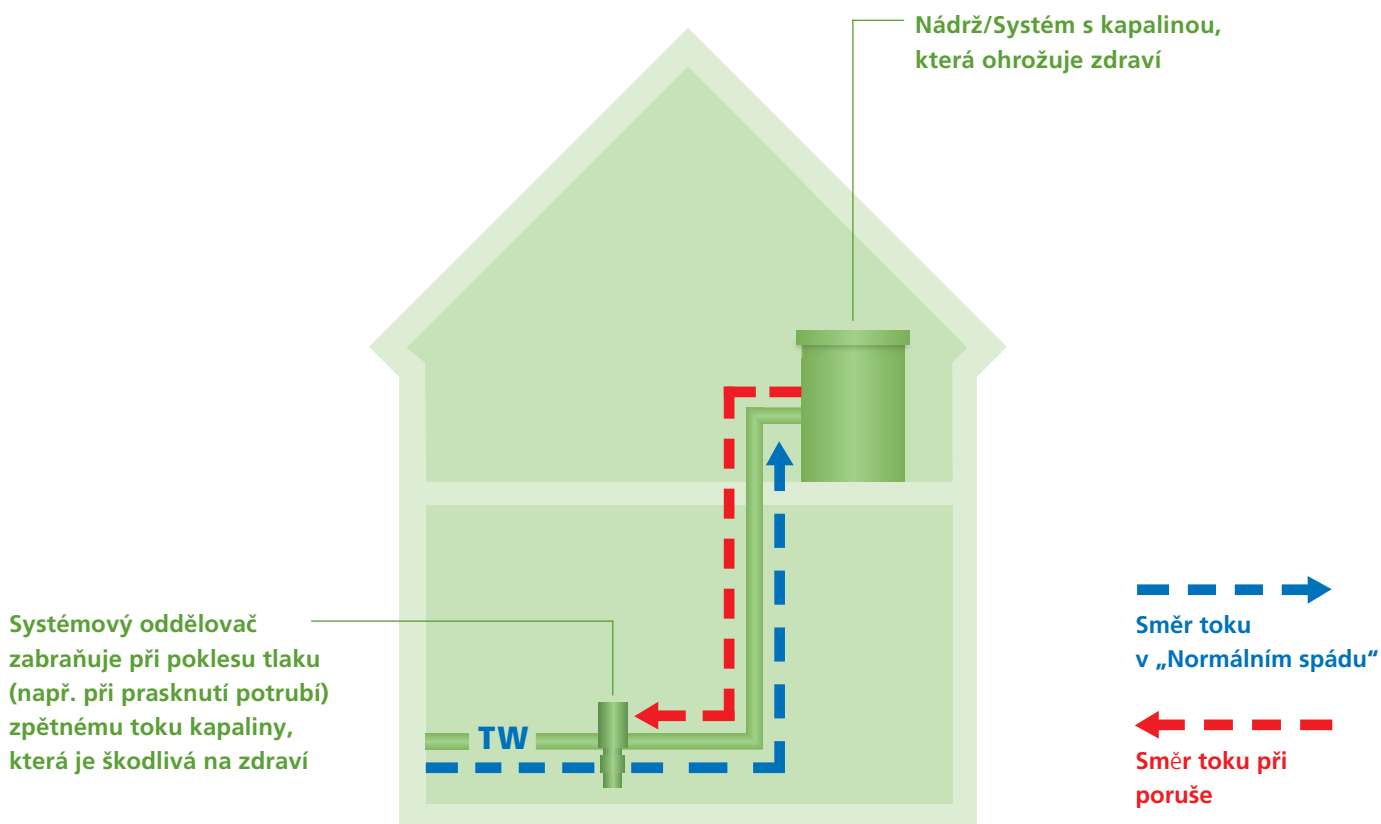 Nádrž/Systém s kapalinou,
která ohrožuje zdraví
Systémový oddělovač
zabraňuje při poklesu tlaku
(např. při prasknutí potrubí)
zpětnému toku kapaliny,
která je škodlivá na zdraví
TW
Směr toku
v „Normálním spádu“
Směr toku při
poruše